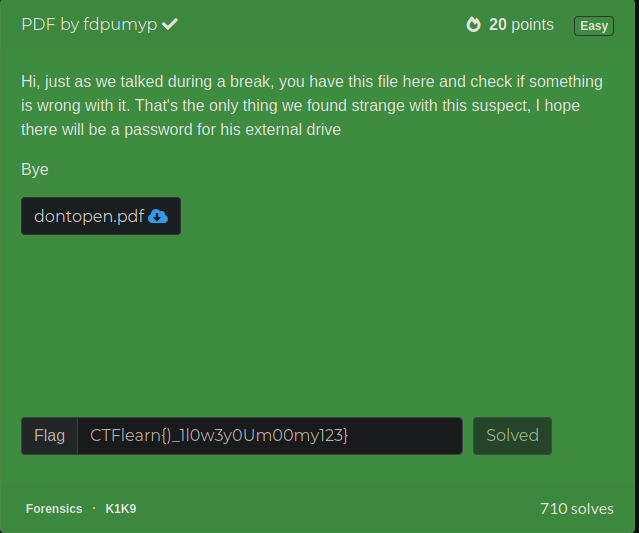 PDF by fdpumyp ✔ 20 points Easy
Hi, just as we talked during a break, you have this file here and check if something
is wrong with it. That's the only thing we found strange with this suspect, I hope
there will be a password for his external drive
Bye
dontopen.pdf
Flag CTFlearn{)_1l0w3y0Um00my123} Solved
Forensics · K1K9 710 solves